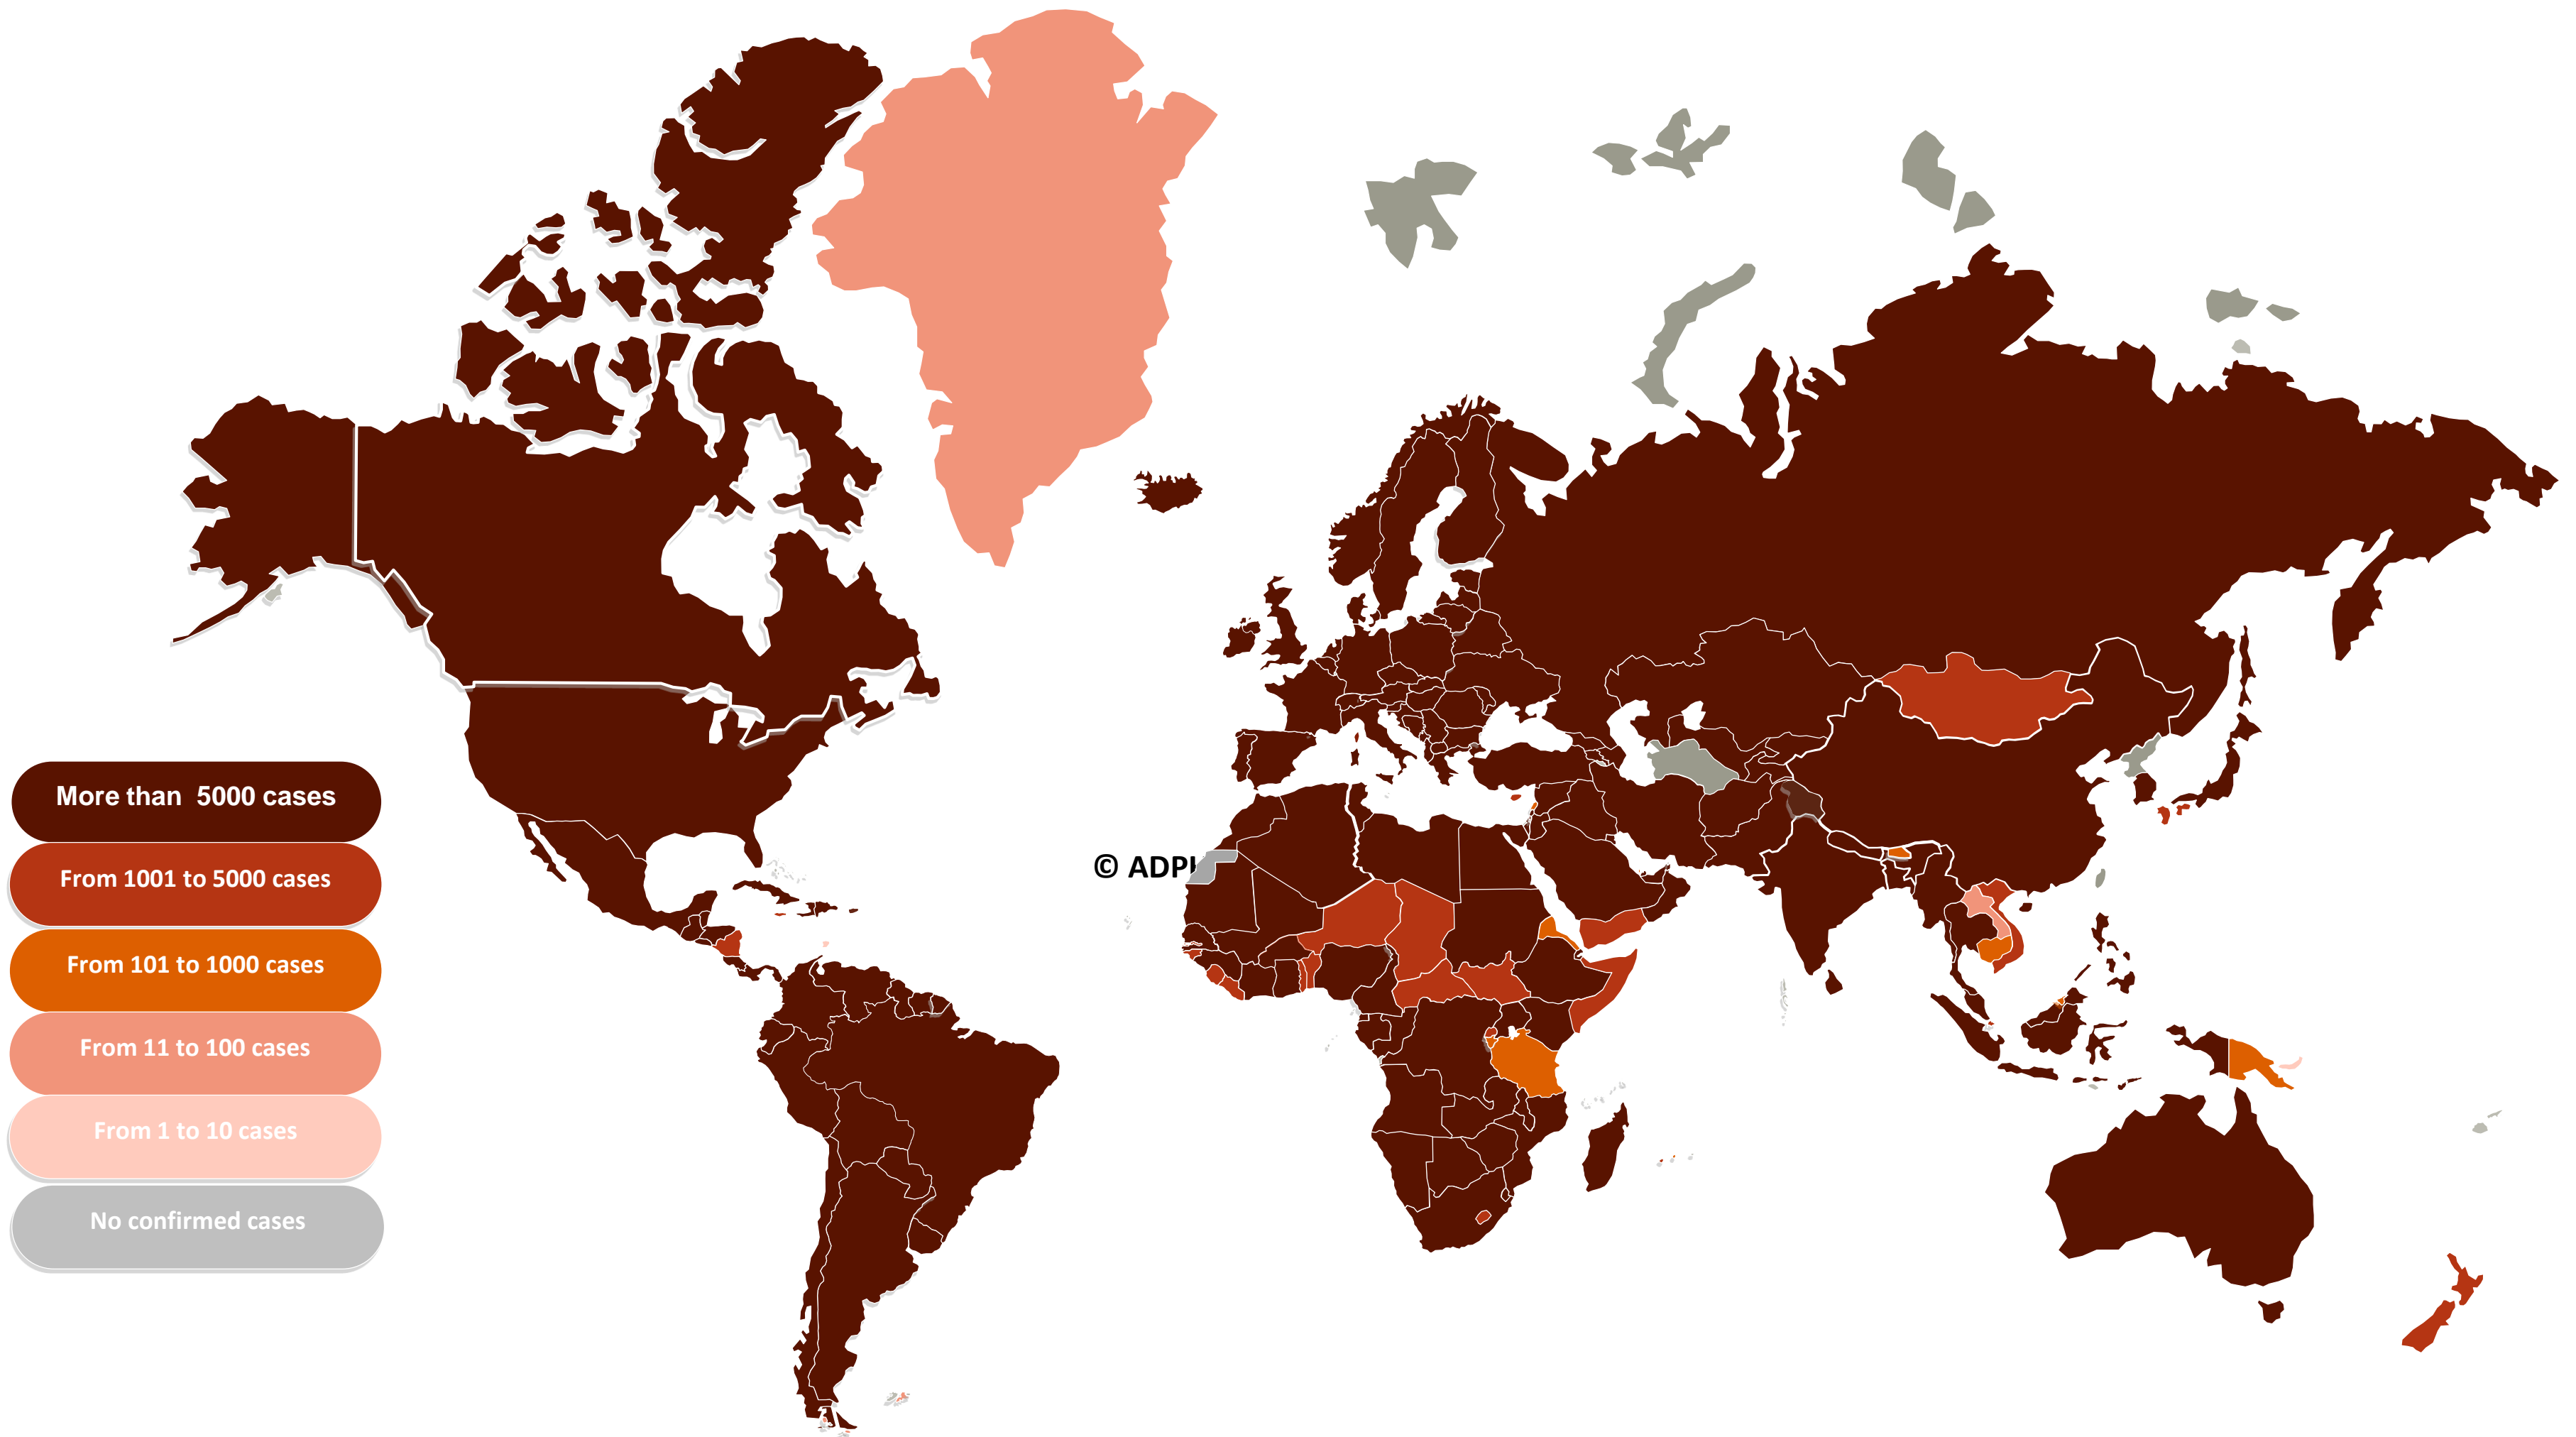 © ADPH
More than 5000 cases
From 1001 to 5000 cases
From 101 to 1000 cases
From 11 to 100 cases
From 1 to 10 cases
No confirmed cases